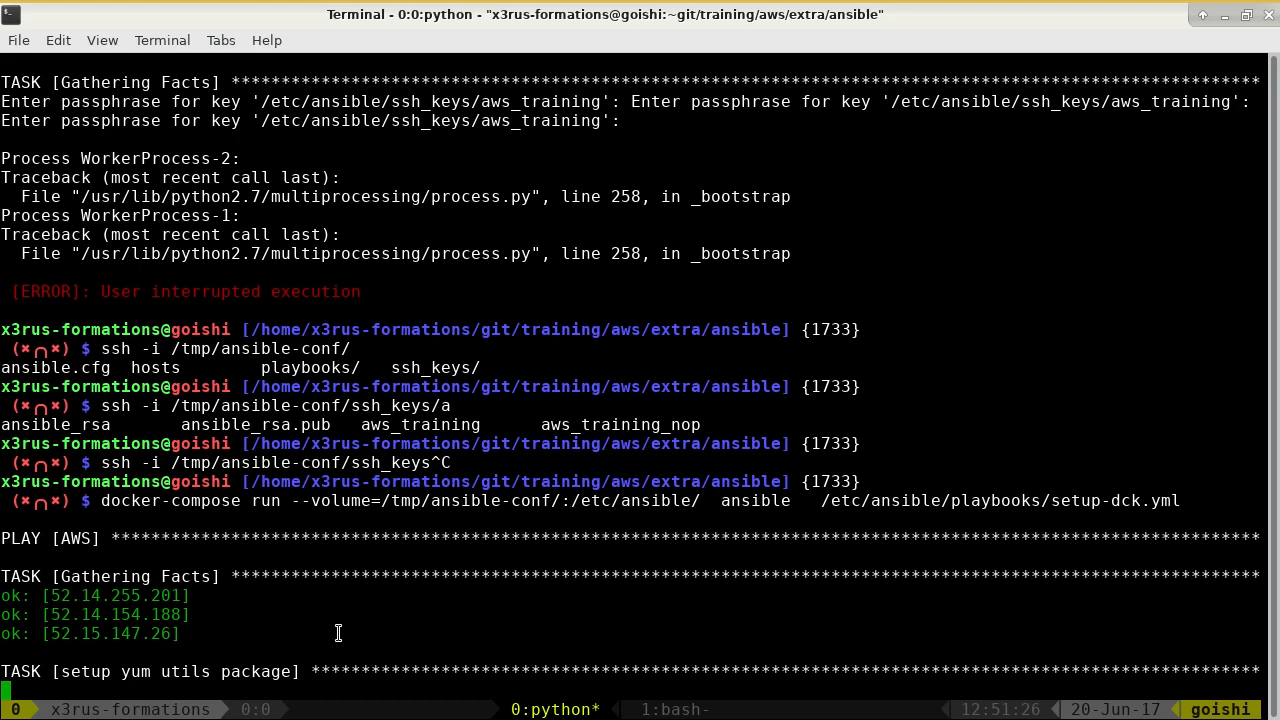 Terminal - 0:0:python - "x3rus-formations@goishi:~git/training/aws/extra/ansible"
File Edit View Terminal Tabs Help
TASK [Gathering Facts] *******************************************************************************************************
Enter passphrase for key '/etc/ansible/ssh_keys/aws_training': Enter passphrase for key '/etc/ansible/ssh_keys/aws_training':
Enter passphrase for key '/etc/ansible/ssh_keys/aws_training':
Process WorkerProcess-2:
Traceback (most recent call last):
  File "/usr/lib/python2.7/multiprocessing/process.py", line 258, in _bootstrap
Process WorkerProcess-1:
Traceback (most recent call last):
  File "/usr/lib/python2.7/multiprocessing/process.py", line 258, in _bootstrap
 [ERROR]: User interrupted execution
x3rus-formations@goishi [/home/x3rus-formations/git/training/aws/extra/ansible] {1733}
 (✖╭╮✖) $ ssh -i /tmp/ansible-conf/
ansible.cfg  hosts        playbooks/   ssh_keys/
x3rus-formations@goishi [/home/x3rus-formations/git/training/aws/extra/ansible] {1733}
 (✖╭╮✖) $ ssh -i /tmp/ansible-conf/ssh_keys/a
ansible_rsa       ansible_rsa.pub   aws_training      aws_training_nop
x3rus-formations@goishi [/home/x3rus-formations/git/training/aws/extra/ansible] {1733}
 (✖╭╮✖) $ ssh -i /tmp/ansible-conf/ssh_keys^C
x3rus-formations@goishi [/home/x3rus-formations/git/training/aws/extra/ansible] {1733}
 (✖╭╮✖) $ docker-compose run --volume=/tmp/ansible-conf/:/etc/ansible/  ansible   /etc/ansible/playbooks/setup-dck.yml
PLAY [AWS] *******************************************************************************************************************
TASK [Gathering Facts] *******************************************************************************************************
ok: [52.14.255.201]
ok: [52.14.154.188]
ok: [52.15.147.26]
TASK [setup yum utils package] ***********************************************************************************************
0 x3rus-formations 0:0 0:python* 1:bash- 12:51:26 20-Jun-17 goishi